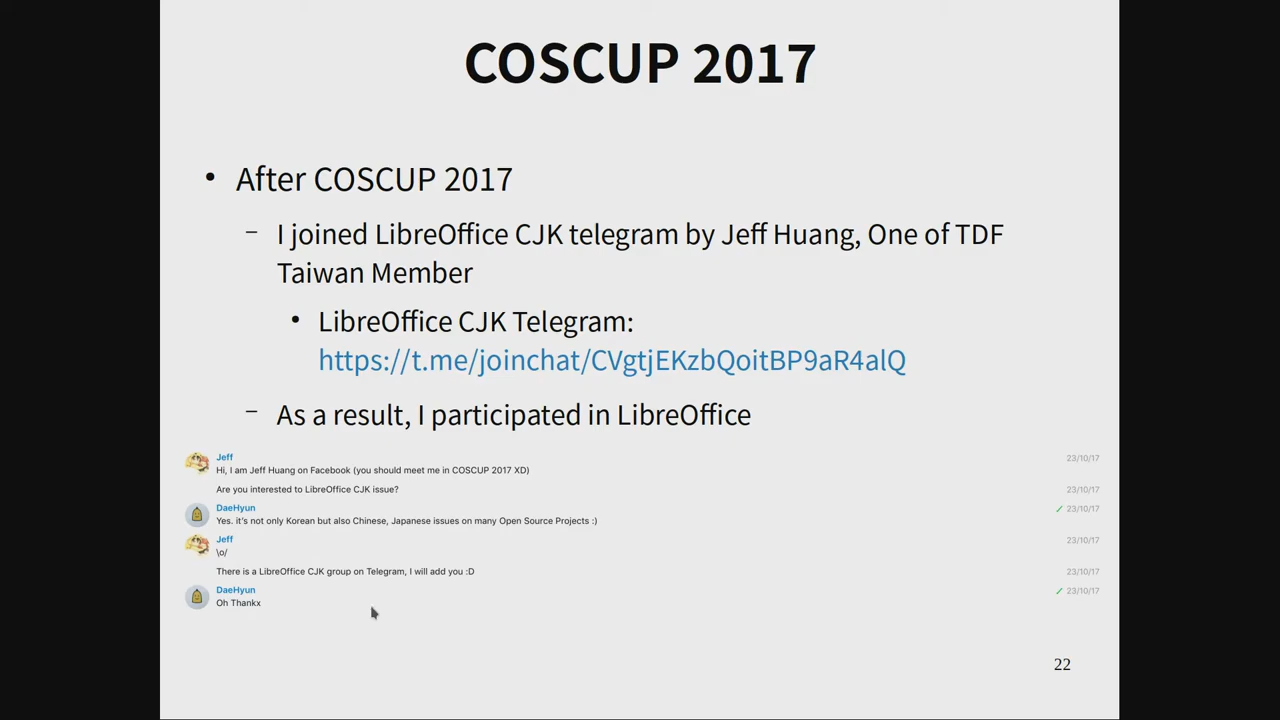 COSCUP 2017
• After COSCUP 2017
– I joined LibreOffice CJK telegram by Jeff Huang, One of TDF
Taiwan Member
• LibreOffice CJK Telegram:
https://t.me/joinchat/CVgtjEKzbQoitBP9aR4alQ
– As a result, I participated in LibreOffice
Jeff
Hi, I am Jeff Huang on Facebook (you should meet me in COSCUP 2017 XD) 23/10/17
Are you interested to LibreOffice CJK issue? 23/10/17
DaeHyun
Yes. it's not only Korean but also Chinese, Japanese issues on many Open Source Projects :) 23/10/17
Jeff
\o/ 23/10/17
There is a LibreOffice CJK group on Telegram, I will add you :D 23/10/17
DaeHyun
Oh Thankx 23/10/17
22